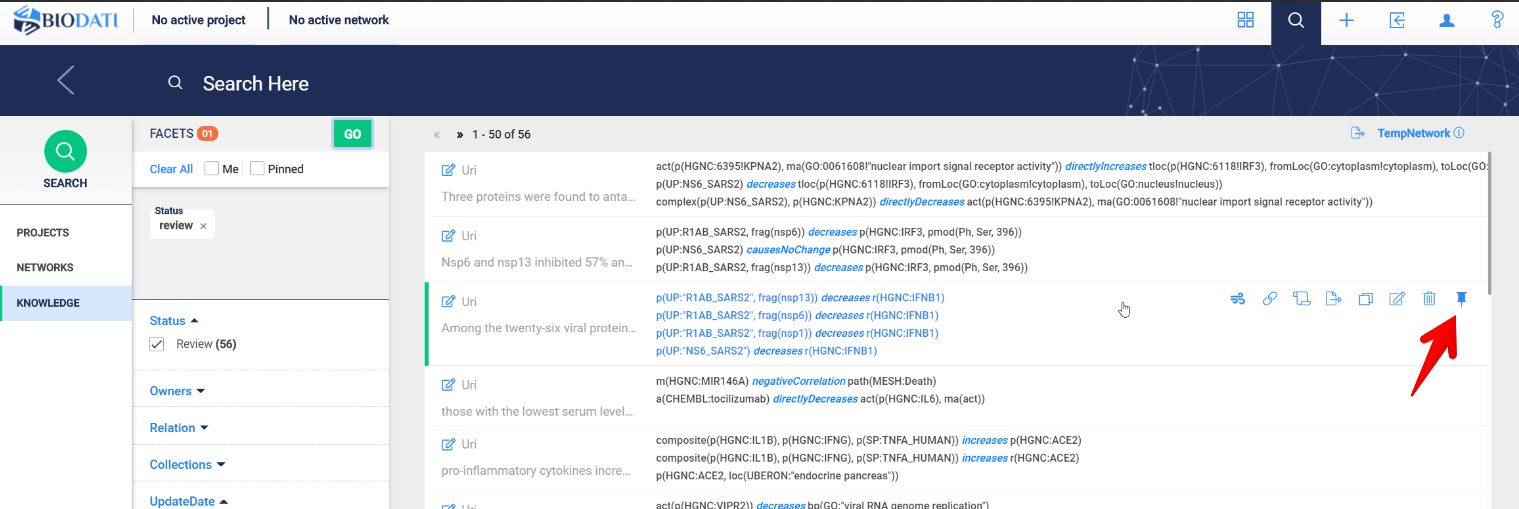 BIODATI No active project No active network
Search Here
SEARCH
PROJECTS
NETWORKS
KNOWLEDGE
FACETS 01 GO
Clear All Me Pinned
Status
review ×
Status
Review (56)
Owners
Relation
Collections
UpdateDate
« » 1 - 50 of 56 TempNetwork
Uri
Three proteins were found to anta...
act(p(HGNC:6395!KPNA2), ma(GO:0061608!"nuclear import signal receptor activity")) directlyIncreases tloc(p(HGNC:6118!IRF3), fromLoc(GO:cytoplasm!cytoplasm), toLoc(GO:
p(UP:NS6_SARS2) decreases tloc(p(HGNC:6118!IRF3), fromLoc(GO:cytoplasm!cytoplasm), toLoc(GO:nucleus!nucleus))
complex(p(UP:NS6_SARS2), p(HGNC:KPNA2)) directlyDecreases act(p(HGNC:6395!KPNA2), ma(GO:0061608!"nuclear import signal receptor activity"))
Uri
Nsp6 and nsp13 inhibited 57% an...
p(UP:R1AB_SARS2, frag(nsp6)) decreases p(HGNC:IRF3, pmod(Ph, Ser, 396))
p(UP:NS6_SARS2) causesNoChange p(HGNC:IRF3, pmod(Ph, Ser, 396))
p(UP:R1AB_SARS2, frag(nsp13)) decreases p(HGNC:IRF3, pmod(Ph, Ser, 396))
Uri
Among the twenty-six viral protein...
p(UP:"R1AB_SARS2", frag(nsp13)) decreases r(HGNC:IFNB1)
p(UP:"R1AB_SARS2", frag(nsp6)) decreases r(HGNC:IFNB1)
p(UP:"R1AB_SARS2", frag(nsp1)) decreases r(HGNC:IFNB1)
p(UP:"NS6_SARS2") decreases r(HGNC:IFNB1)
Uri
those with the lowest serum level...
m(HGNC:MIR146A) negativeCorrelation path(MESH:Death)
a(CHEMBL:tocilizumab) directlyDecreases act(p(HGNC:IL6), ma(act))
Uri
pro-inflammatory cytokines incre...
composite(p(HGNC:IL1B), p(HGNC:IFNG), p(SP:TNFA_HUMAN)) increases p(HGNC:ACE2)
composite(p(HGNC:IL1B), p(HGNC:IFNG), p(SP:TNFA_HUMAN)) increases r(HGNC:ACE2)
p(HGNC:ACE2, loc(UBERON:"endocrine pancreas"))
Uri
act(p(HGNC:VIPR2)) decreases bp(GO:"viral RNA genome replication")